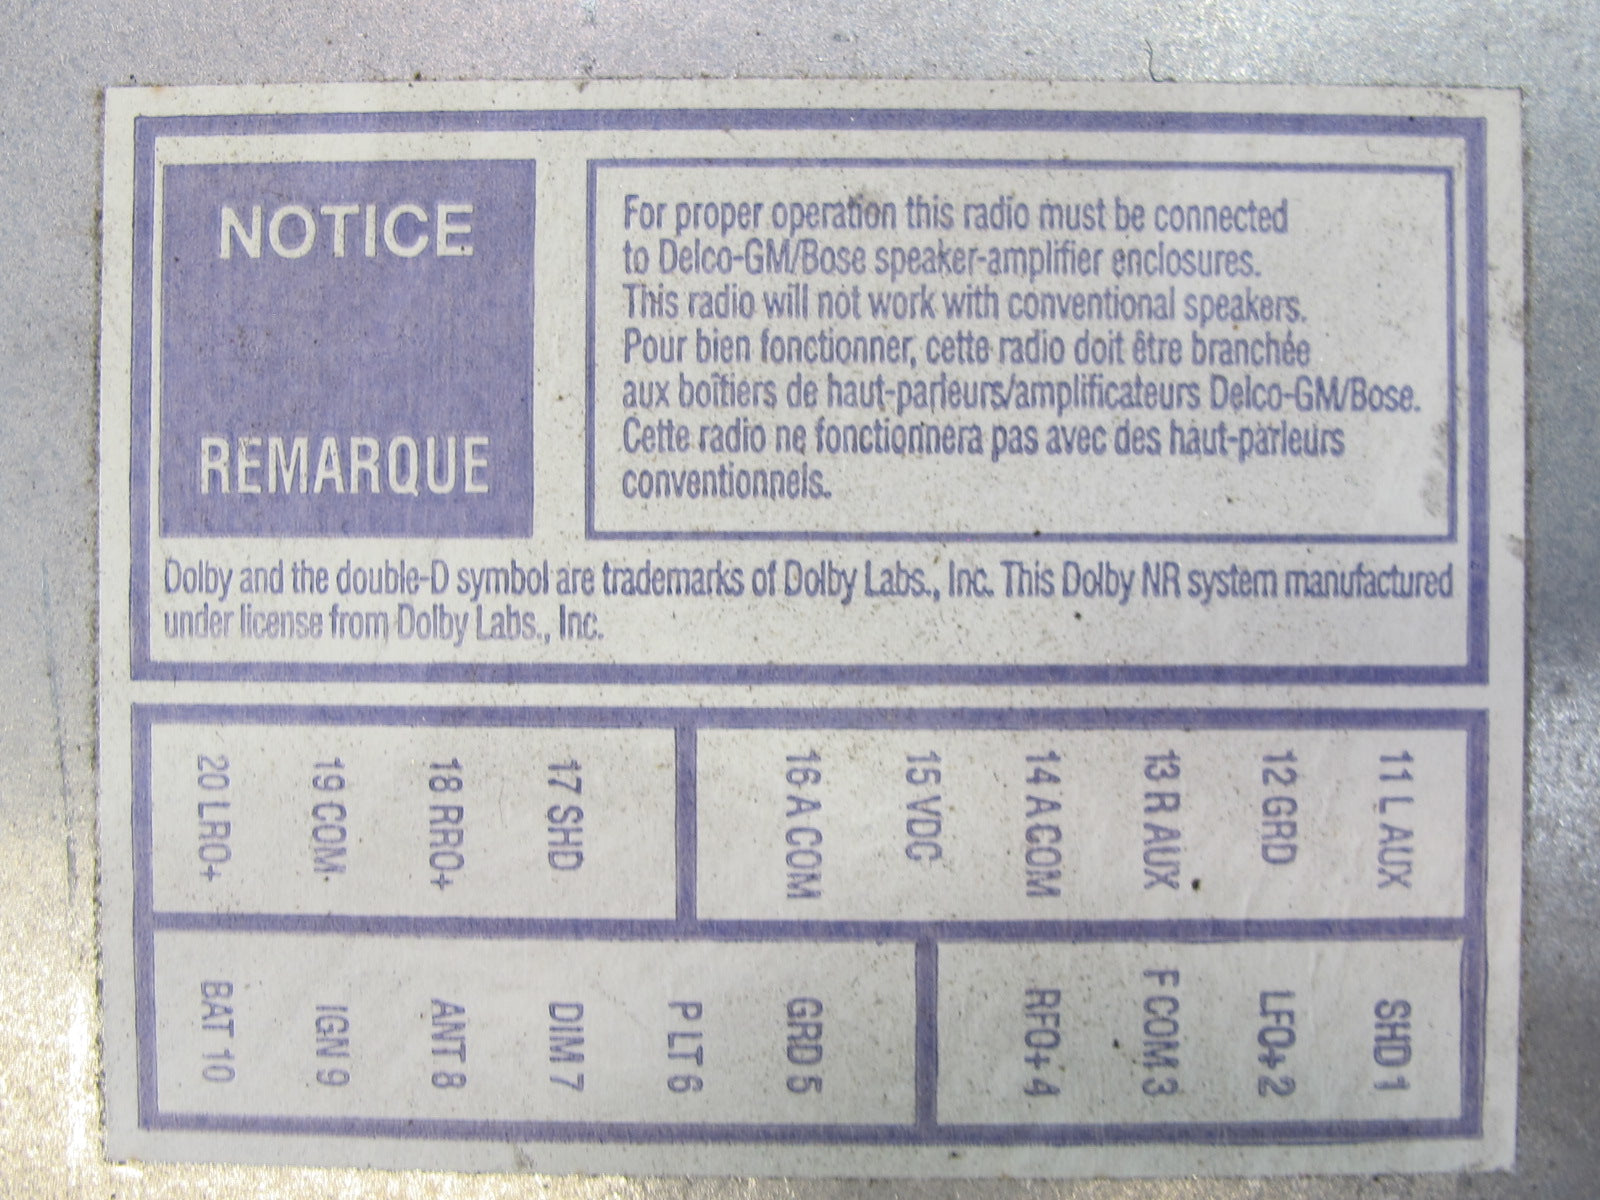 NOTICE
REMARQUE
For proper operation this radio must be connected
to Delco-GM/Bose speaker-amplifier enclosures.
This radio will not work with conventional speakers.
Pour bien fonctionner, cette radio doit être branchée
aux boîtiers de haut-parleurs/amplificateurs Delco-GM/Bose.
Cette radio ne fonctionnera pas avec des haut-parleurs
conventionnels.
Dolby and the double-D symbol are trademarks of Dolby Labs., Inc. This Dolby NR system manufactured
under license from Dolby Labs., Inc.
11 L AUX
12 GRD
13 R AUX
14 A COM
15 VDC
16 A COM
17 SHD
18 RRO+
19 COM-
20 LRO+
SHD 1
LFO+ 2
F COM 3
RFO+ 4
GRD 5
PLT 6
DIM 7
ANT 8
IGN 9
BAT 10